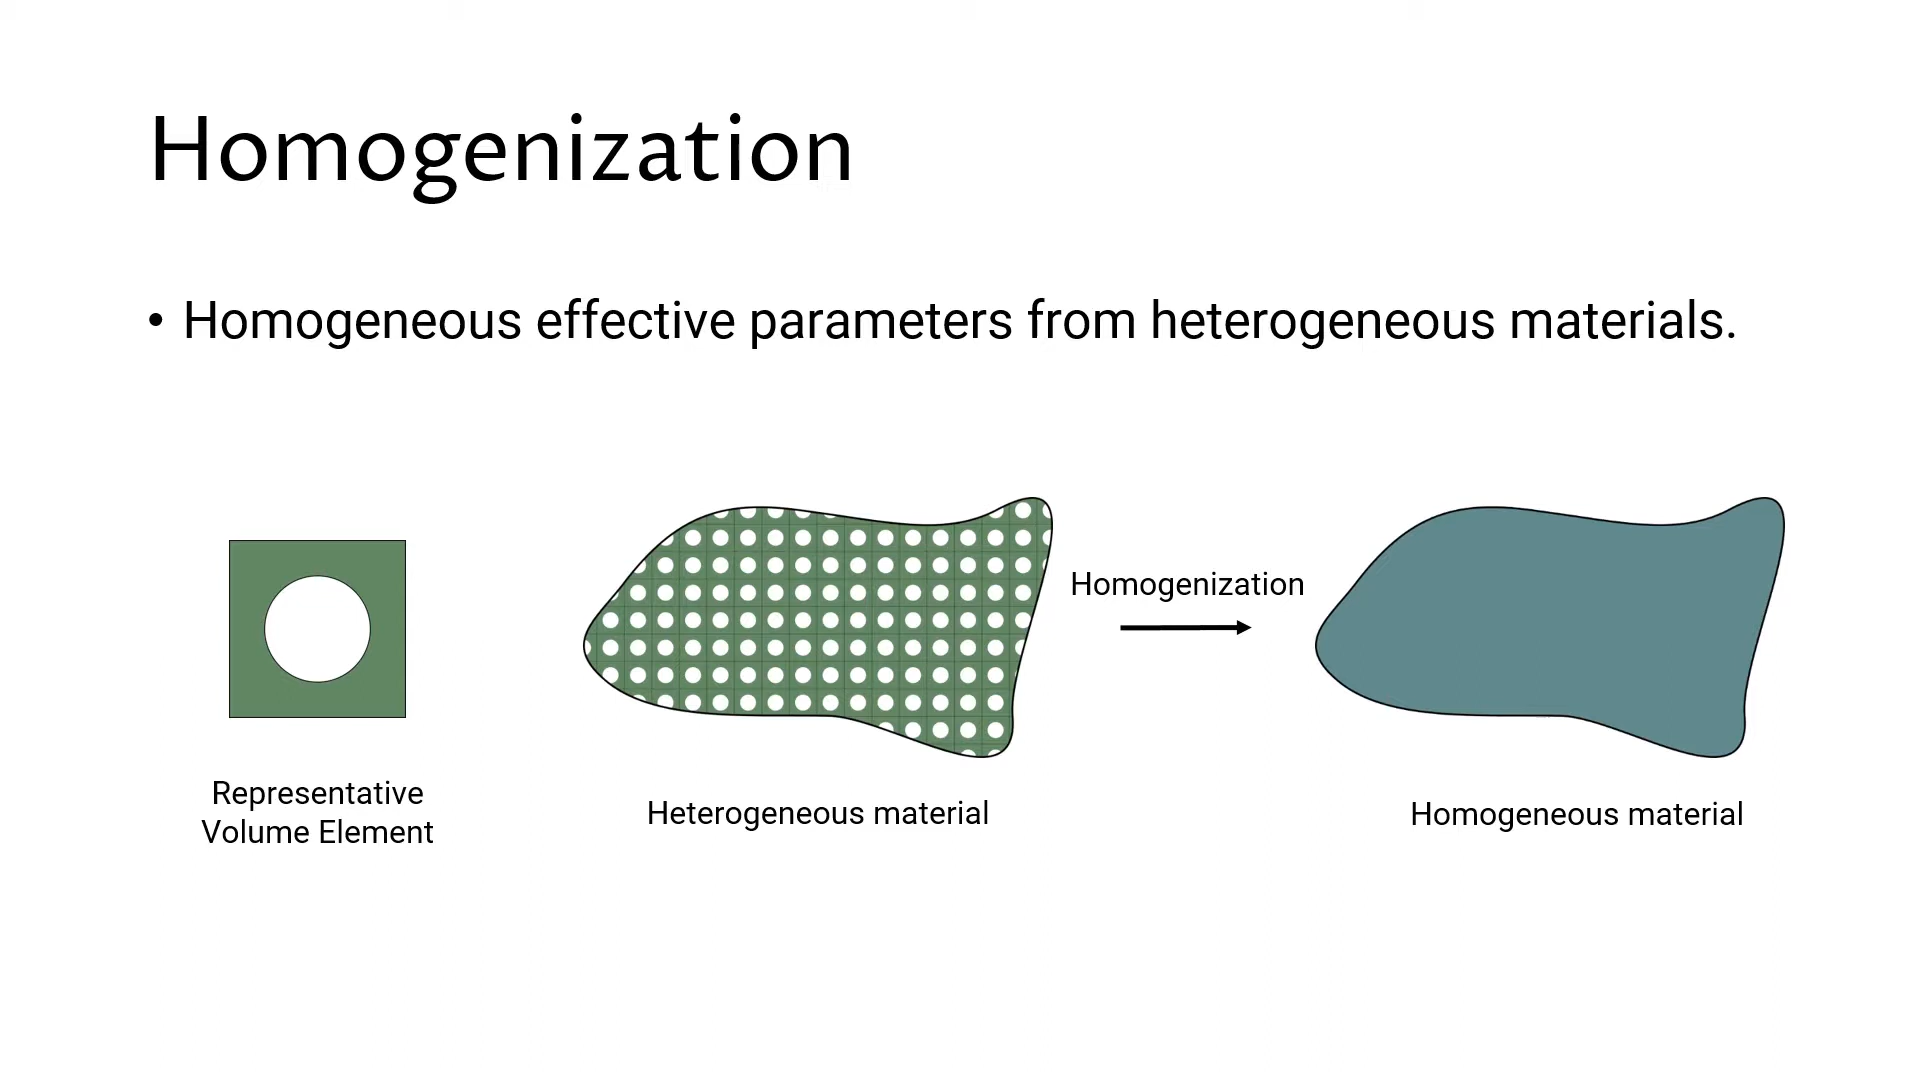 Homogenization
• Homogeneous effective parameters from heterogeneous materials.
Homogenization
Representative
Volume Element
Heterogeneous material
Homogeneous material